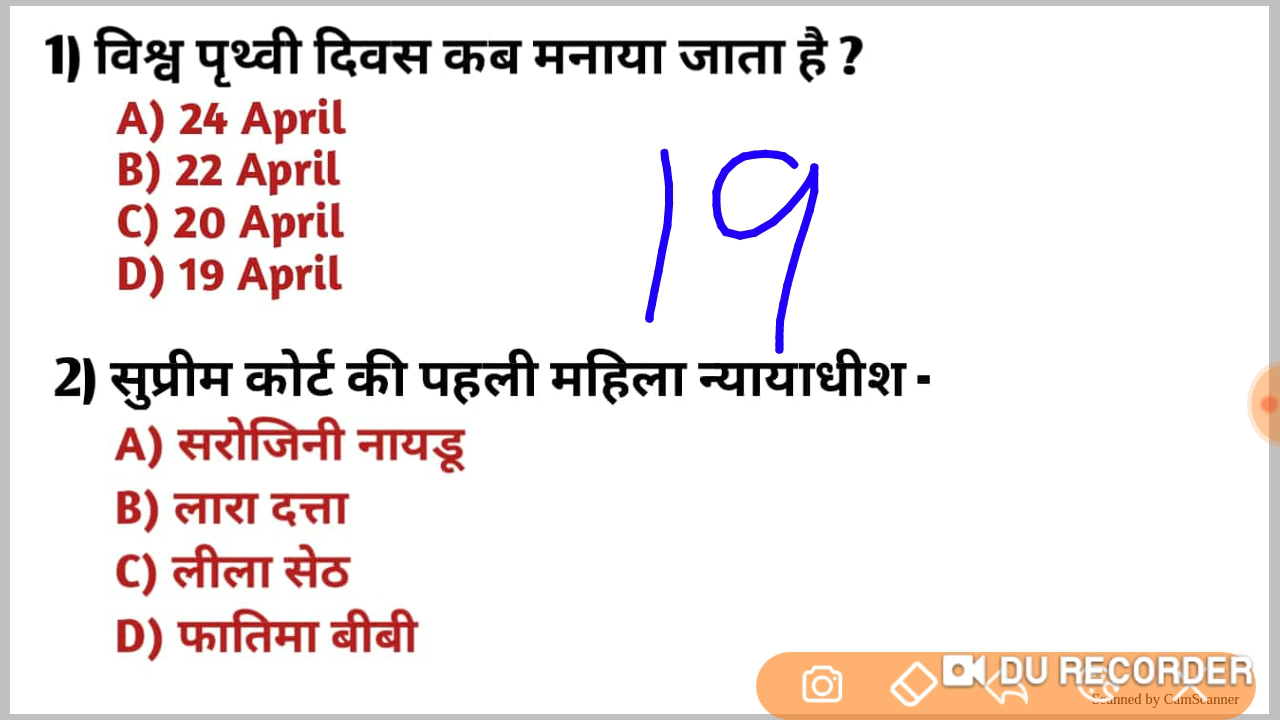 1) विश्व पृथ्वी दिवस कब मनाया जाता है ?
A) 24 April
B) 22 April
C) 20 April
D) 19 April
19
2) सुप्रीम कोर्ट की पहली महिला न्यायाधीश -
A) सरोजिनी नायडू
B) लारा दत्ता
C) लीला सेठ
D) फातिमा बीबी
DU RECORDER
Scanned by CamScanner